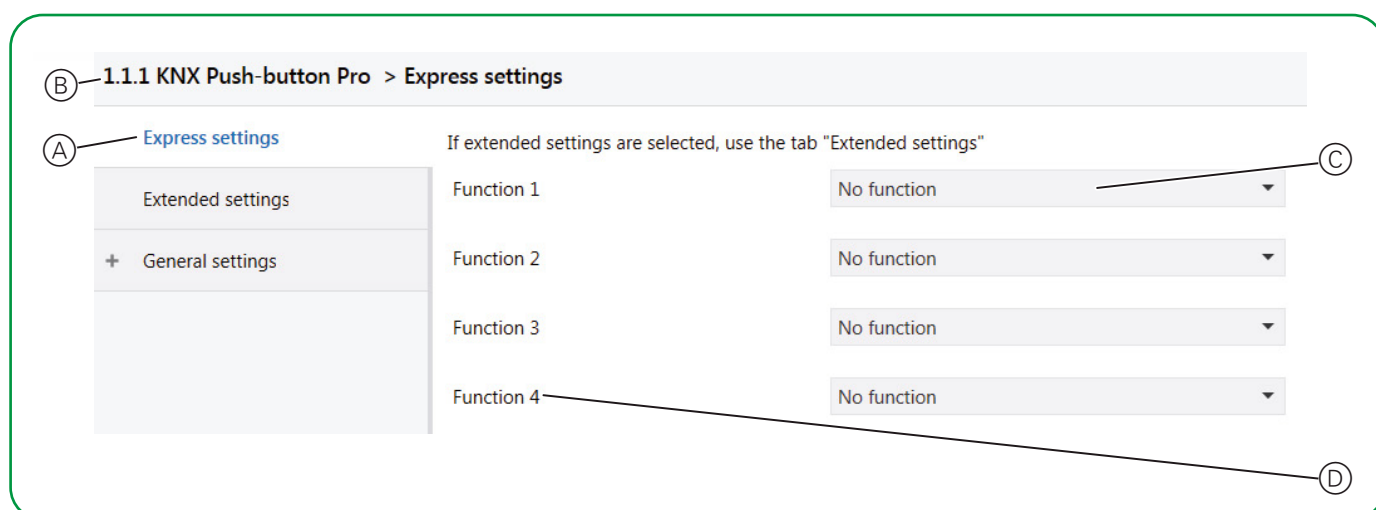 B 1.1.1 KNX Push-button Pro > Express settings
A Express settings
If extended settings are selected, use the tab "Extended settings"
C
Function 1 No function
Extended settings
Function 2 No function
+ General settings
Function 3 No function
Function 4 No function
D